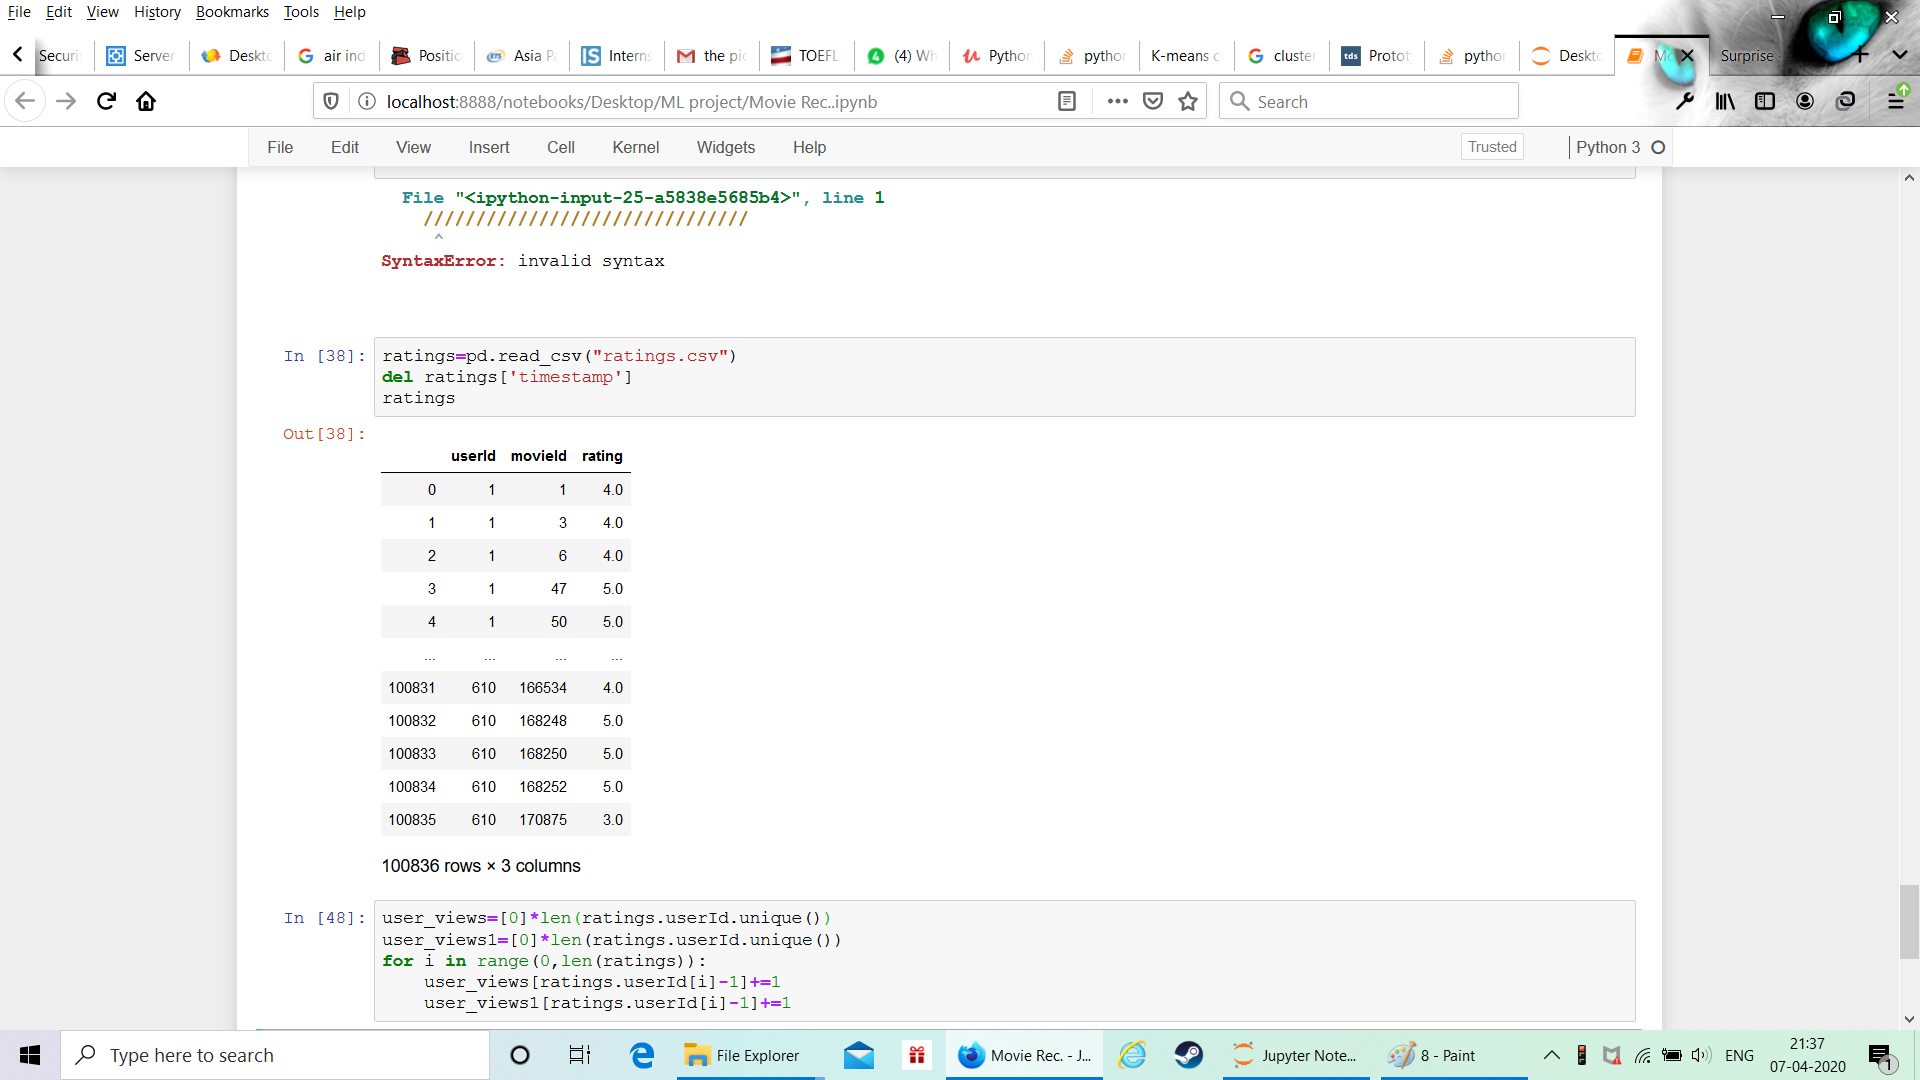 File Edit View History Bookmarks Tools Help
Securi Server Deskto air ind Positic Asia Pa Interns the pic TOEFL (4) Wh Python python K-means c cluster Protot python Deskto Mo Surprise
localhost:8888/notebooks/Desktop/ML project/Movie Rec..ipynb Search
File Edit View Insert Cell Kernel Widgets Help Trusted Python 3
File "<ipython-input-25-a5838e5685b4>", line 1
///////////////////////////////
^
SyntaxError: invalid syntax
In [38]: ratings=pd.read_csv("ratings.csv")
del ratings['timestamp']
ratings
Out[38]:
userId movieId rating
0 1 1 4.0
1 1 3 4.0
2 1 6 4.0
3 1 47 5.0
4 1 50 5.0
... ... ... ...
100831 610 166534 4.0
100832 610 168248 5.0
100833 610 168250 5.0
100834 610 168252 5.0
100835 610 170875 3.0
100836 rows × 3 columns
In [48]: user_views=[0]*len(ratings.userId.unique())
user_views1=[0]*len(ratings.userId.unique())
for i in range(0,len(ratings)):
user_views[ratings.userId[i]-1]+=1
user_views1[ratings.userId[i]-1]+=1
Type here to search File Explorer Movie Rec. - J... Jupyter Note... 8 - Paint ENG 21:37
07-04-2020 1